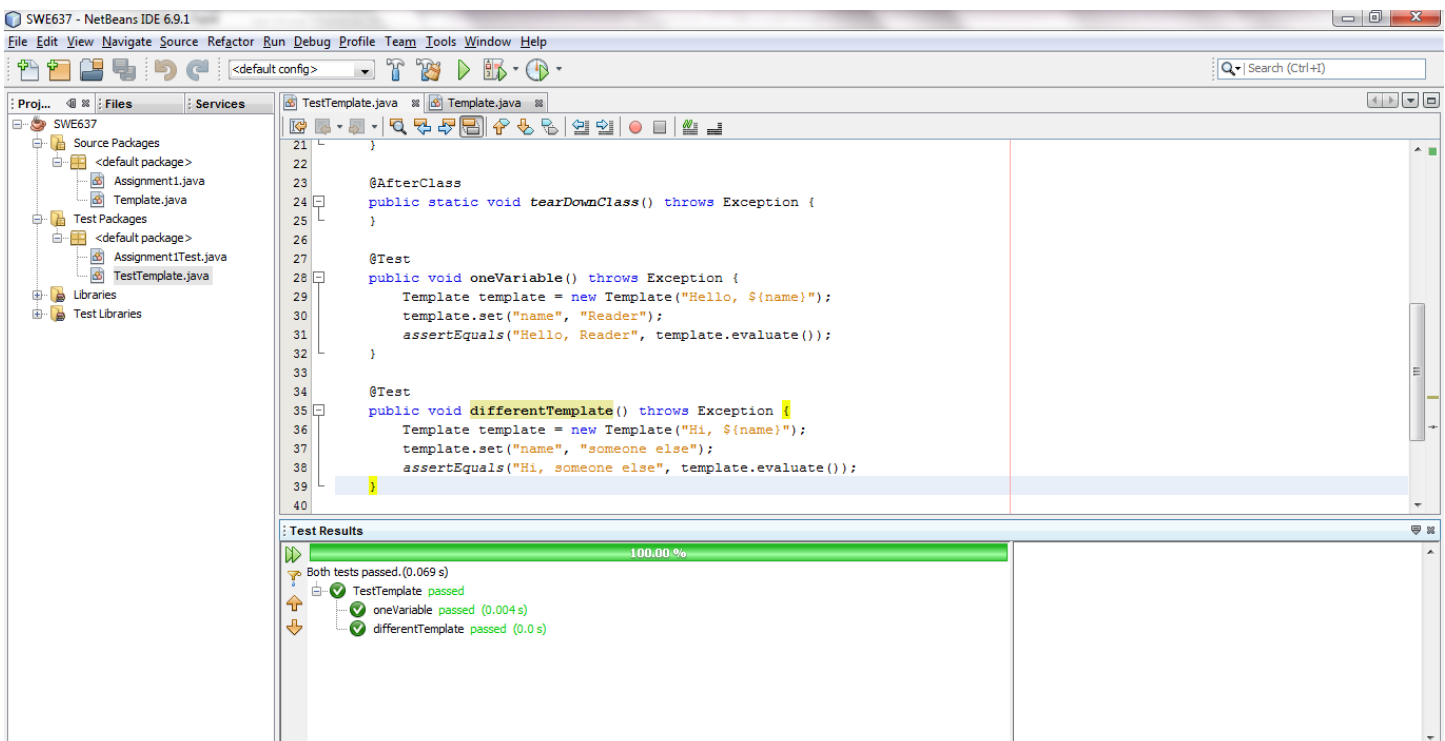 SWE637 - NetBeans IDE 6.9.1
File Edit View Navigate Source Refactor Run Debug Profile Team Tools Window Help
<default config>
Search (Ctrl+I)
Proj... Files Services
TestTemplate.java Template.java
SWE637
Source Packages
<default package>
Assignment1.java
Template.java
Test Packages
<default package>
Assignment1Test.java
TestTemplate.java
Libraries
Test Libraries
21 }
22
23 @AfterClass
24 public static void tearDownClass() throws Exception {
25 }
26
27 @Test
28 public void oneVariable() throws Exception {
29 Template template = new Template("Hello, ${name}");
30 template.set("name", "Reader");
31 assertEquals("Hello, Reader", template.evaluate());
32 }
33
34 @Test
35 public void differentTemplate() throws Exception {
36 Template template = new Template("Hi, ${name}");
37 template.set("name", "someone else");
38 assertEquals("Hi, someone else", template.evaluate());
39 }
40
Test Results
100.00 %
Both tests passed.(0.069 s)
TestTemplate passed
oneVariable passed (0.004 s)
differentTemplate passed (0.0 s)